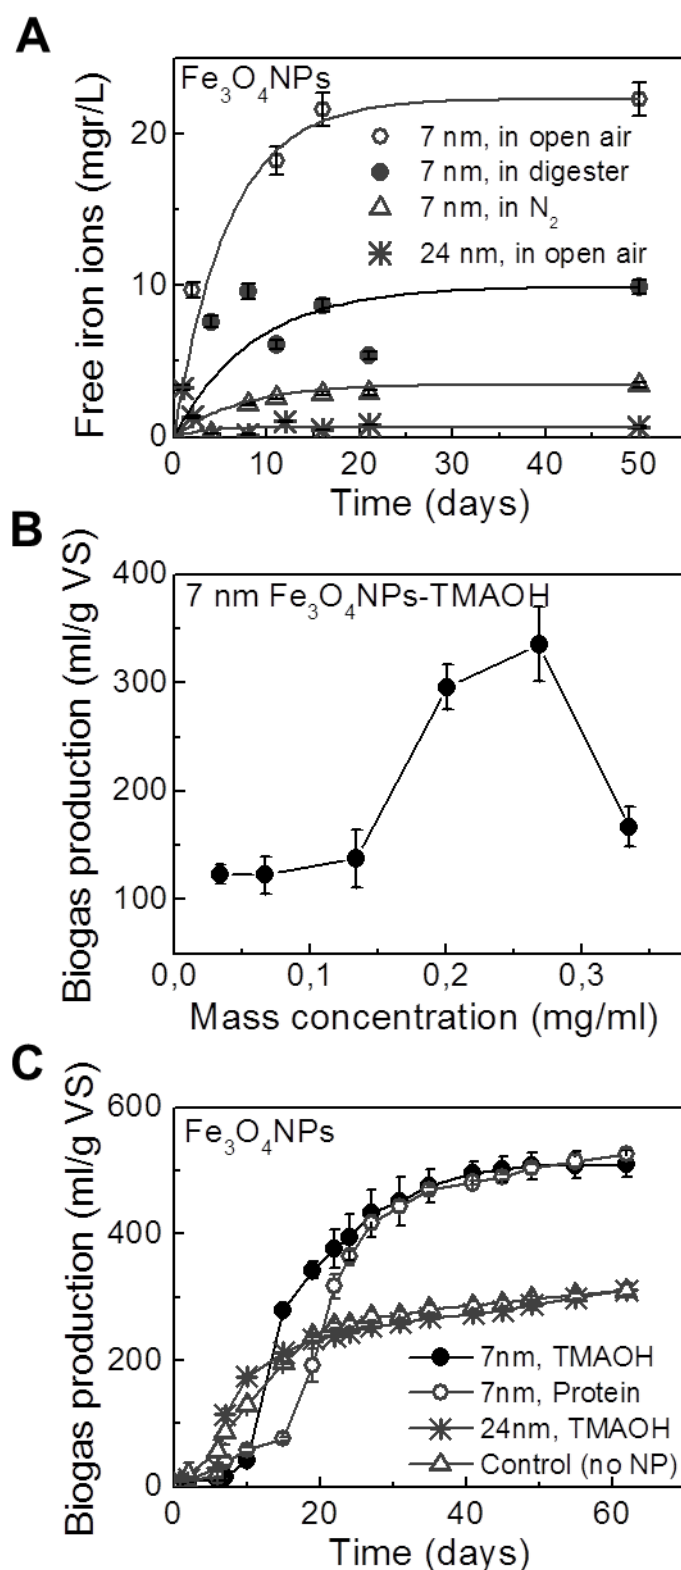 A
Fe₃O₄NPs
Free iron ions (mgr/L)
20
10
0
7 nm, in open air
7 nm, in digester
7 nm, in N₂
24 nm, in open air
0 10 20 30 40 50
Time (days)
B
7 nm Fe₃O₄NPs-TMAOH
Biogas production (ml/g VS)
400
300
200
100
0,0 0,1 0,2 0,3
Mass concentration (mg/ml)
C
Fe₃O₄NPs
Biogas production (ml/g VS)
600
400
200
0
7nm, TMAOH
7nm, Protein
24nm, TMAOH
Control (no NP)
0 20 40 60
Time (days)